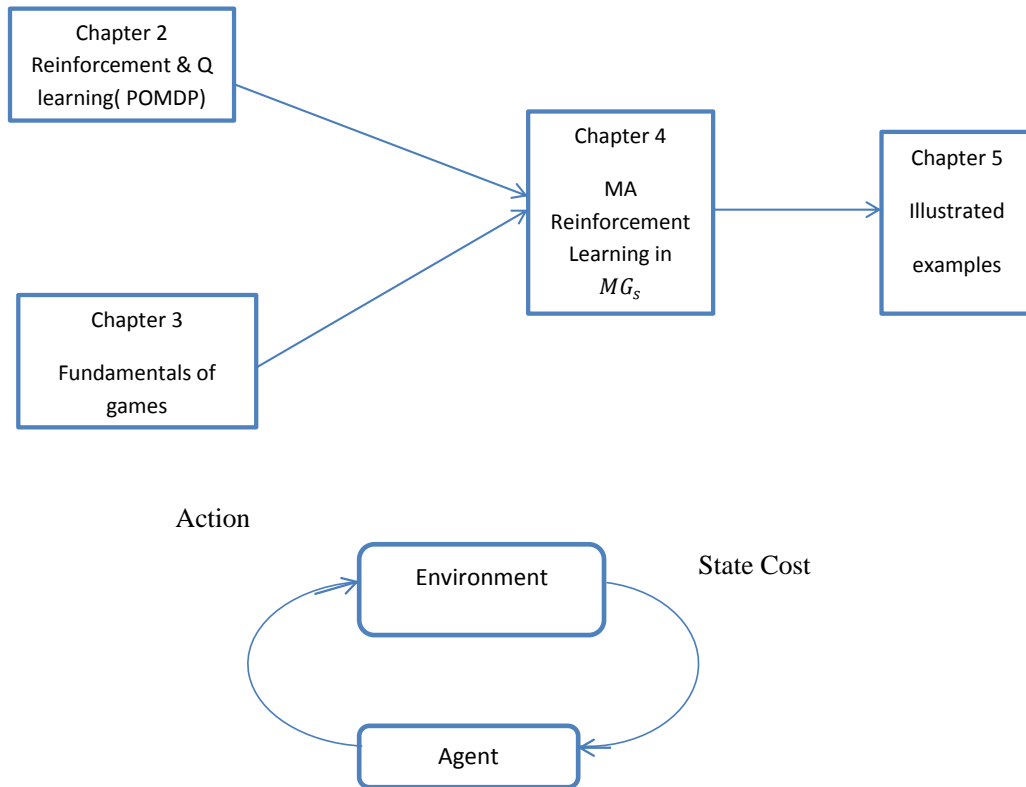 Chapter 2
Reinforcement & Q
learning( POMDP)
Chapter 3
Fundamentals of
games
Chapter 4
MA
Reinforcement
Learning in
MGₛ
Chapter 5
Illustrated
examples
Action
Environment
State Cost
Agent